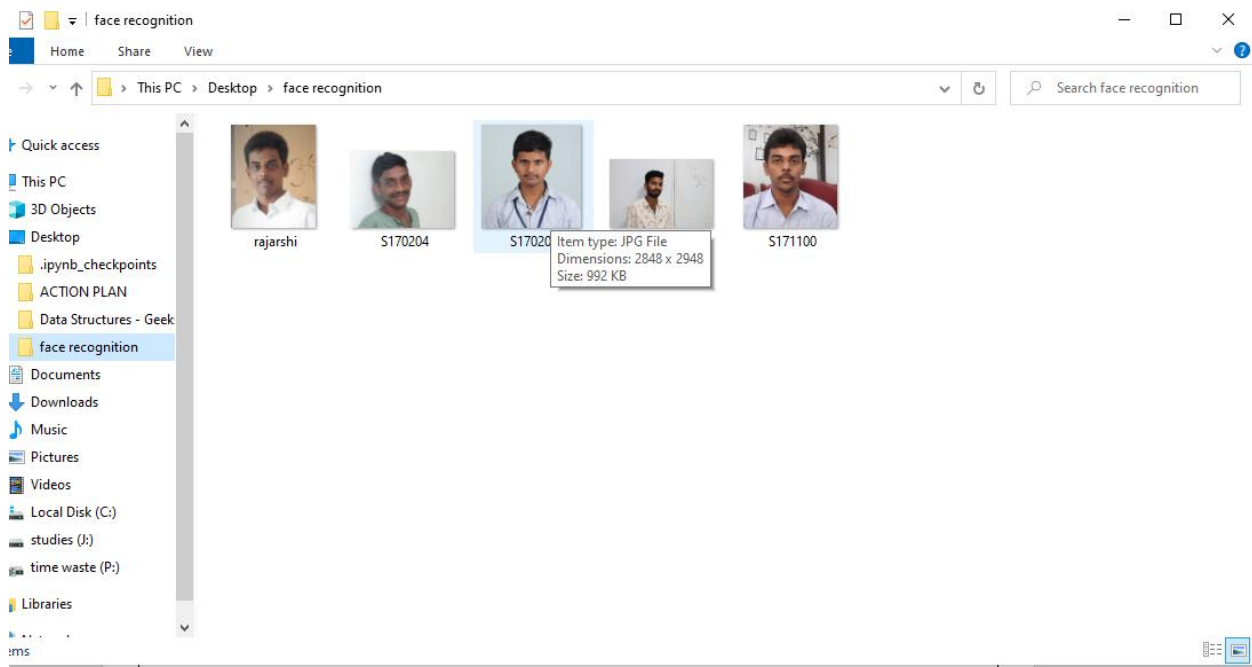 face recognition
Home Share View
This PC > Desktop > face recognition
Search face recognition
Quick access
This PC
3D Objects
Desktop
.ipynb_checkpoints
ACTION PLAN
Data Structures - Geek
face recognition
Documents
Downloads
Music
Pictures
Videos
Local Disk (C:)
studies (J:)
time waste (P:)
Libraries
ems
rajarshi
S170204
S17020
S171100
Item type: JPG File
Dimensions: 2848 x 2948
Size: 992 KB